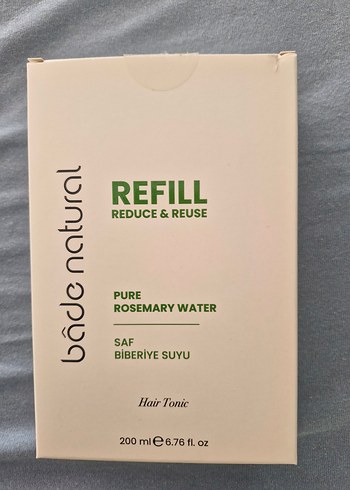 bâde natural
REFILL
REDUCE & REUSE
PURE
ROSEMARY WATER
SAF
BİBERİYE SUYU
Hair Tonic
200 ml ℮ 6.76 fl. oz